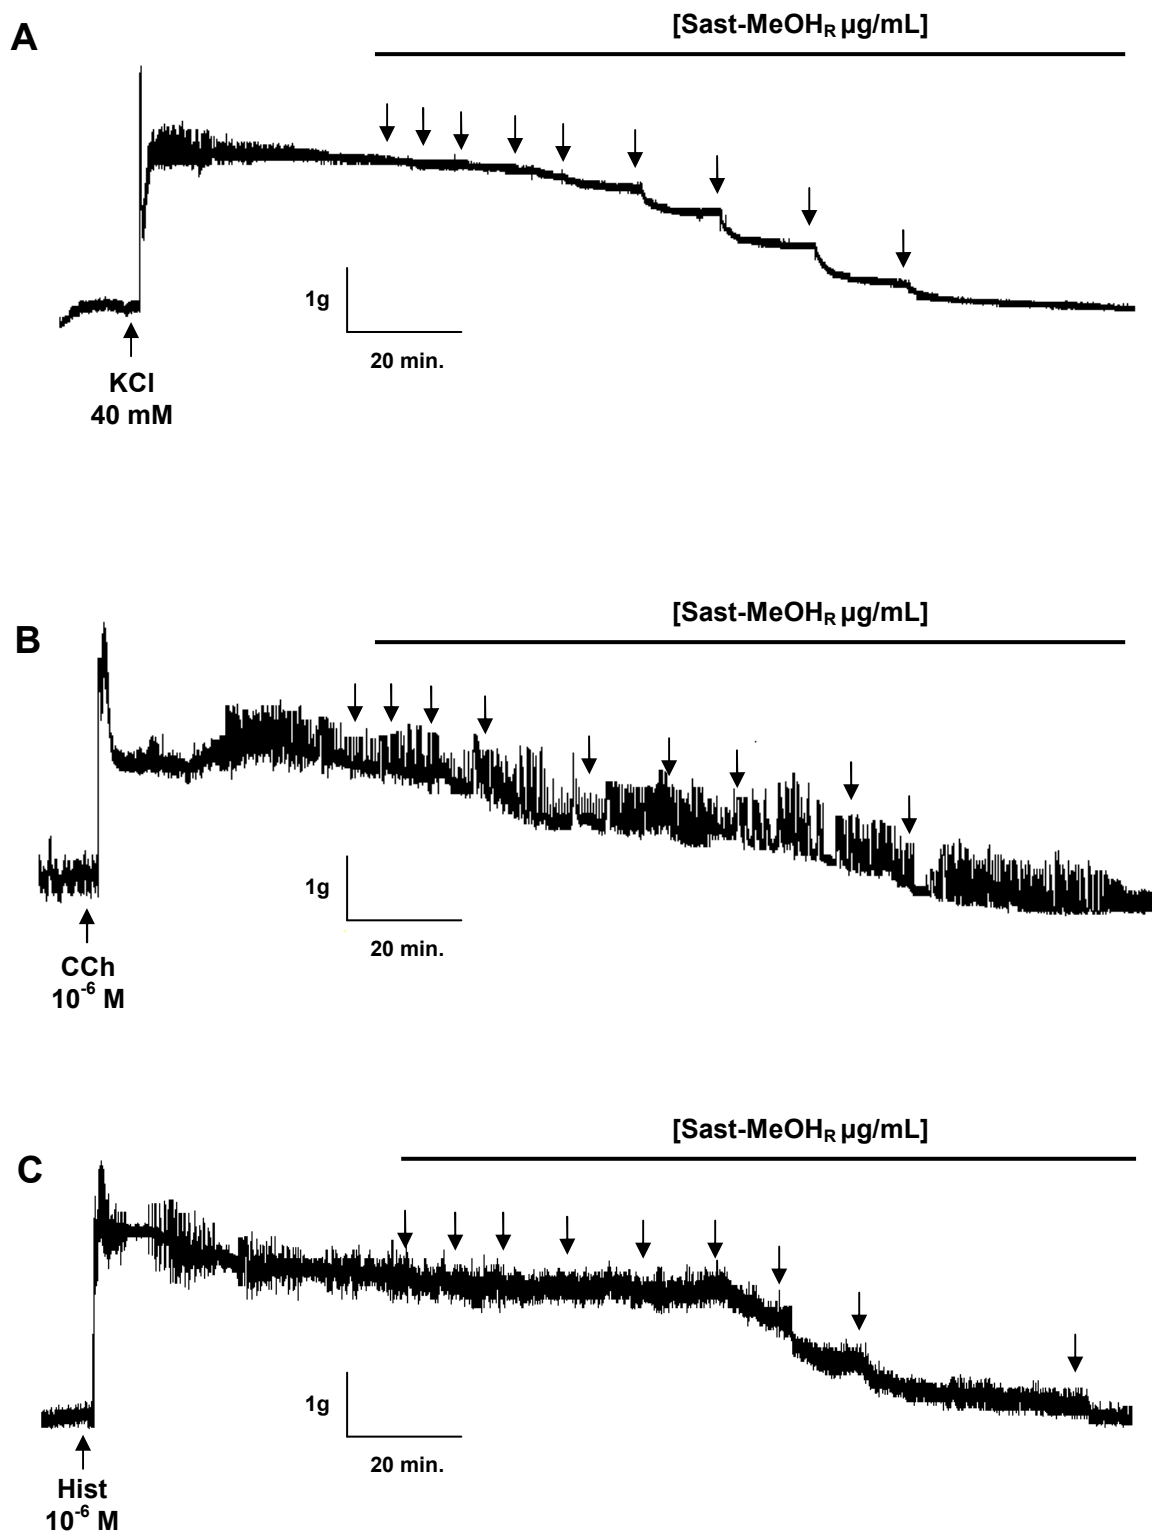 A
[Sast-MeOHR µg/mL]
1g
20 min.
KCl
40 mM
B
[Sast-MeOHR µg/mL]
1g
20 min.
CCh
10-6 M
C
[Sast-MeOHR µg/mL]
1g
20 min.
Hist
10-6 M